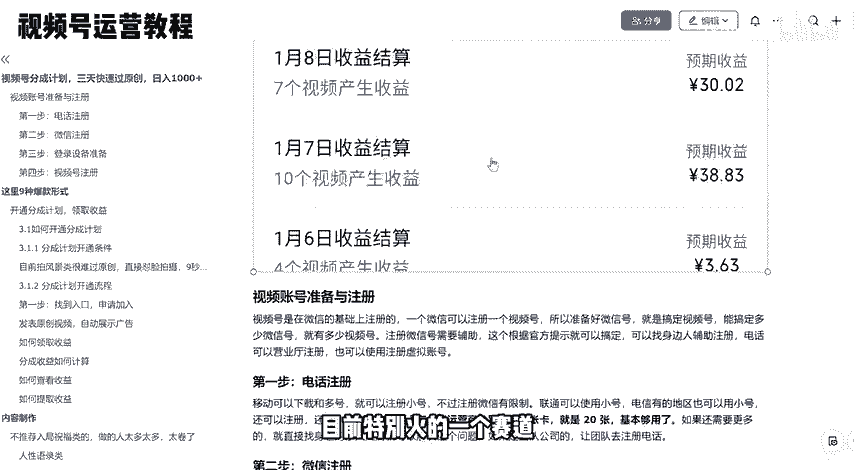 视频号运营教程
分享
编辑
视频号分成计划，三天快速过原创，日入1000+
视频账号准备与注册
第一步：电话注册
第二步：微信注册
第三步：登录设备准备
第四步：视频号注册
这里9种爆款形式
开通分成计划，领取收益
3.1如何开通分成计划
3.1.1 分成计划开通条件
目前拍风景类很难过原创，直接怼脸拍摄，9秒...
3.1.2 分成计划开通流程
第一步：找到入口，申请加入
发表原创视频，自动展示广告
如何领取收益
分成收益如何计算
如何查看收益
如何提取收益
内容制作
不推荐入局祝福类的，做的人太多太多，太卷了
人性语录类
1月8日收益结算
预期收益
7个视频产生收益
¥30.02
1月7日收益结算
预期收益
10个视频产生收益
¥38.83
1月6日收益结算
预期收益
4个视频产生收益
¥3.63
视频账号准备与注册
视频号是在微信的基础上注册的，一个微信可以注册一个视频号，所以准备好微信号，就是搞定视频号，能搞定多
少微信号，就有多少视频号。注册微信号需要辅助，这个根据官方提示就可以搞定，可以找身边人辅助注册，电话
可以营业厅注册，也可以使用注册虚拟账号。
第一步：电话注册
移动可以下载和多号，就可以注册小号，不过注册微信有限制。联通可以使用小号，电信有的地区也可以用小号，
还可以注册，还
张卡，就是 20 张，基本够用了。如果还需要更多
的，就直接找身
个问题，
人公司的，让团队去注册电话。
目前特别火的一个赛道
第二步：微信注册